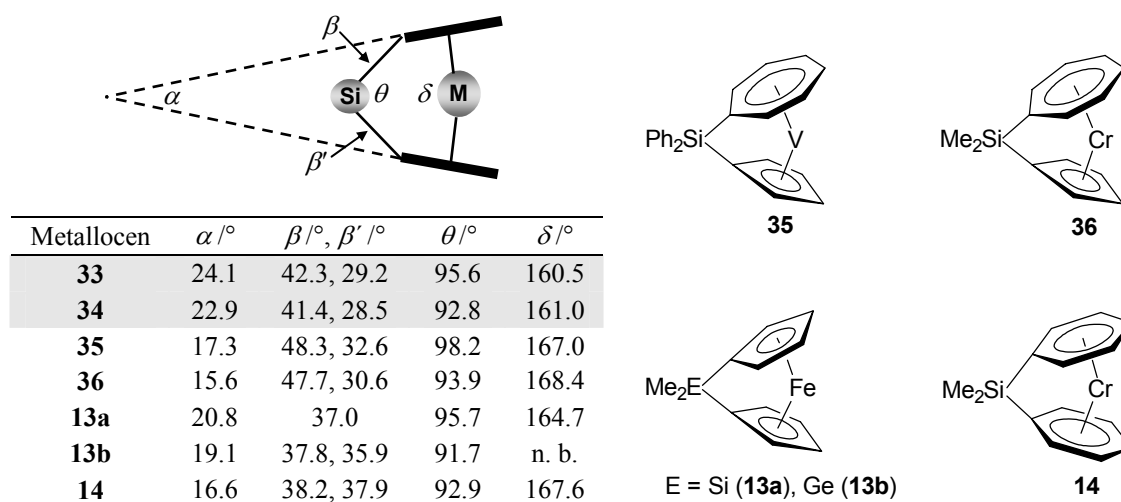 β
α
Si
θ
δ
M
β′
Metallocen α /° β /°, β′ /° θ /° δ /°
33 24.1 42.3, 29.2 95.6 160.5
34 22.9 41.4, 28.5 92.8 161.0
35 17.3 48.3, 32.6 98.2 167.0
36 15.6 47.7, 30.6 93.9 168.4
13a 20.8 37.0 95.7 164.7
13b 19.1 37.8, 35.9 91.7 n. b.
14 16.6 38.2, 37.9 92.9 167.6
Ph2Si V
35
Me2Si Cr
36
Me2E Fe
E = Si (13a), Ge (13b)
Me2Si Cr
14